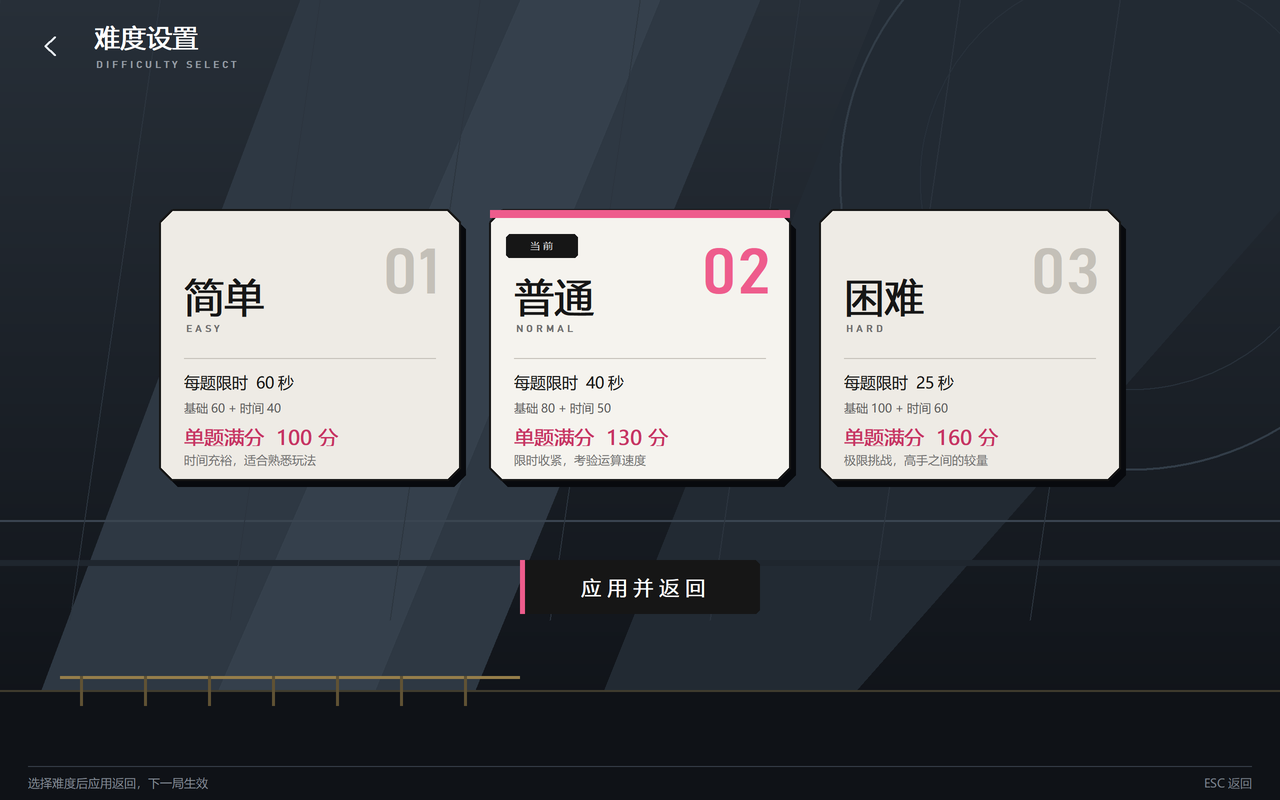 难度设置
DIFFICULTY SELECT
01
简单
EASY
每题限时 60 秒
基础 60 + 时间 40
单题满分 100 分
时间充裕，适合熟悉玩法
当前
02
普通
NORMAL
每题限时 40 秒
基础 80 + 时间 50
单题满分 130 分
限时收紧，考验运算速度
03
困难
HARD
每题限时 25 秒
基础 100 + 时间 60
单题满分 160 分
极限挑战，高手之间的较量
应用并返回
选择难度后应用返回，下一局生效
ESC 返回